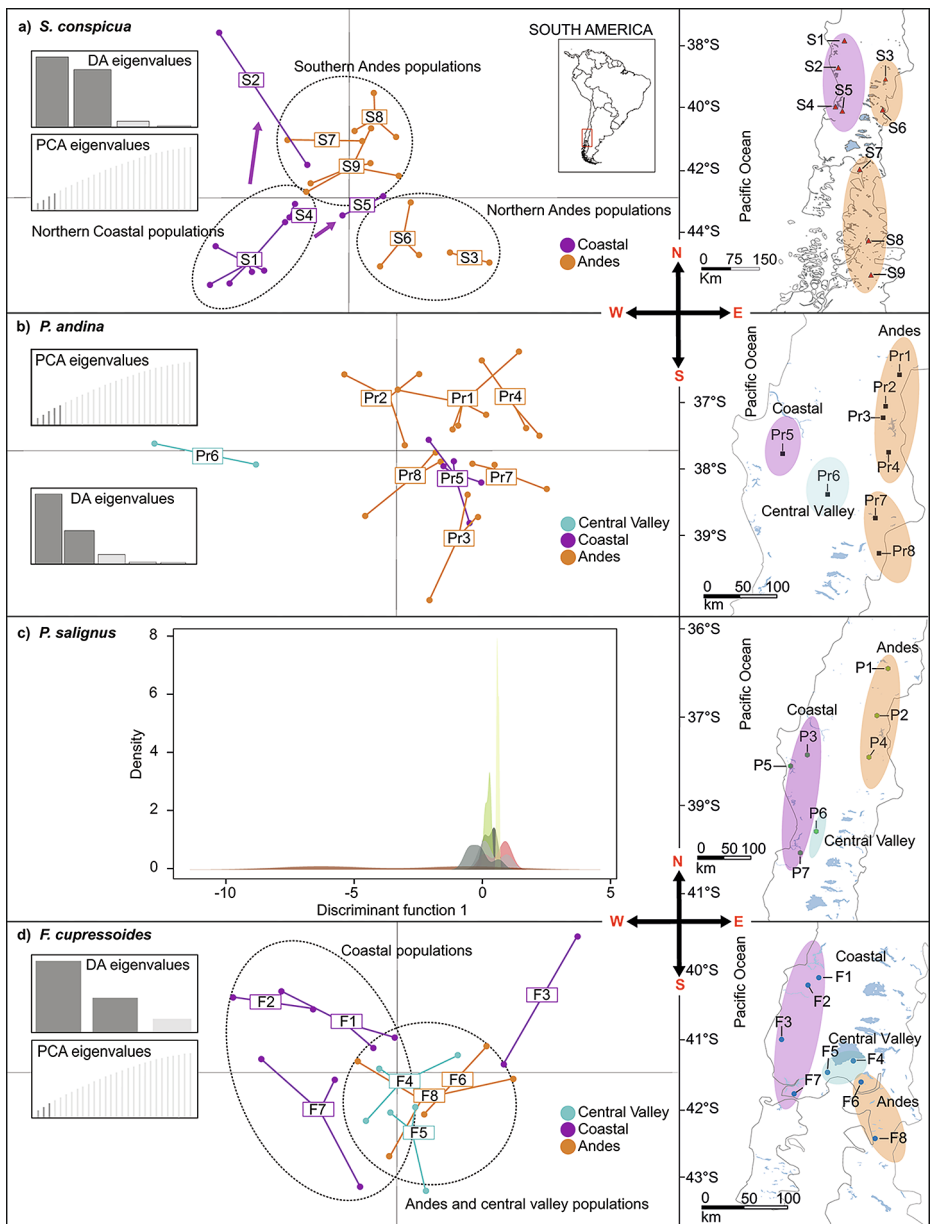 a) S. conspicua
DA eigenvalues
PCA eigenvalues
Southern Andes populations
S2
S8
S7
S9
S5
S4
Northern Coastal populations
S1
Northern Andes populations
S6
S3
Coastal
Andes
SOUTH AMERICA
38°S
40°S
42°S
44°S
Pacific Ocean
S1
S2
S3
S5
S4
S6
S7
S8
S9
0 75 150
Km
N
W E
S
b) P. andina
PCA eigenvalues
DA eigenvalues
Pr2
Pr1
Pr4
Pr6
Pr8
Pr5
Pr7
Pr3
Central Valley
Coastal
Andes
37°S
38°S
39°S
Pacific Ocean
Andes
Pr1
Pr2
Pr3
Coastal
Pr5
Pr4
Pr6
Central Valley
Pr7
Pr8
0 50 100
km
c) P. salignus
8
6
4
2
0
Density
-10 -5 0 5
Discriminant function 1
36°S
37°S
39°S
41°S
Pacific Ocean
Andes
P1
P2
Coastal
P3
P4
P5
P6
Central Valley
P7
0 50 100
km
N
W E
S
d) F. cupressoides
DA eigenvalues
PCA eigenvalues
Coastal populations
F2
F1
F3
F4
F6
F8
F7
F5
Andes and central valley populations
Central Valley
Coastal
Andes
40°S
41°S
42°S
43°S
Pacific Ocean
Coastal
F1
F2
F3
Central Valley
F5
F4
F7
F6
Andes
F8
0 50 100
km